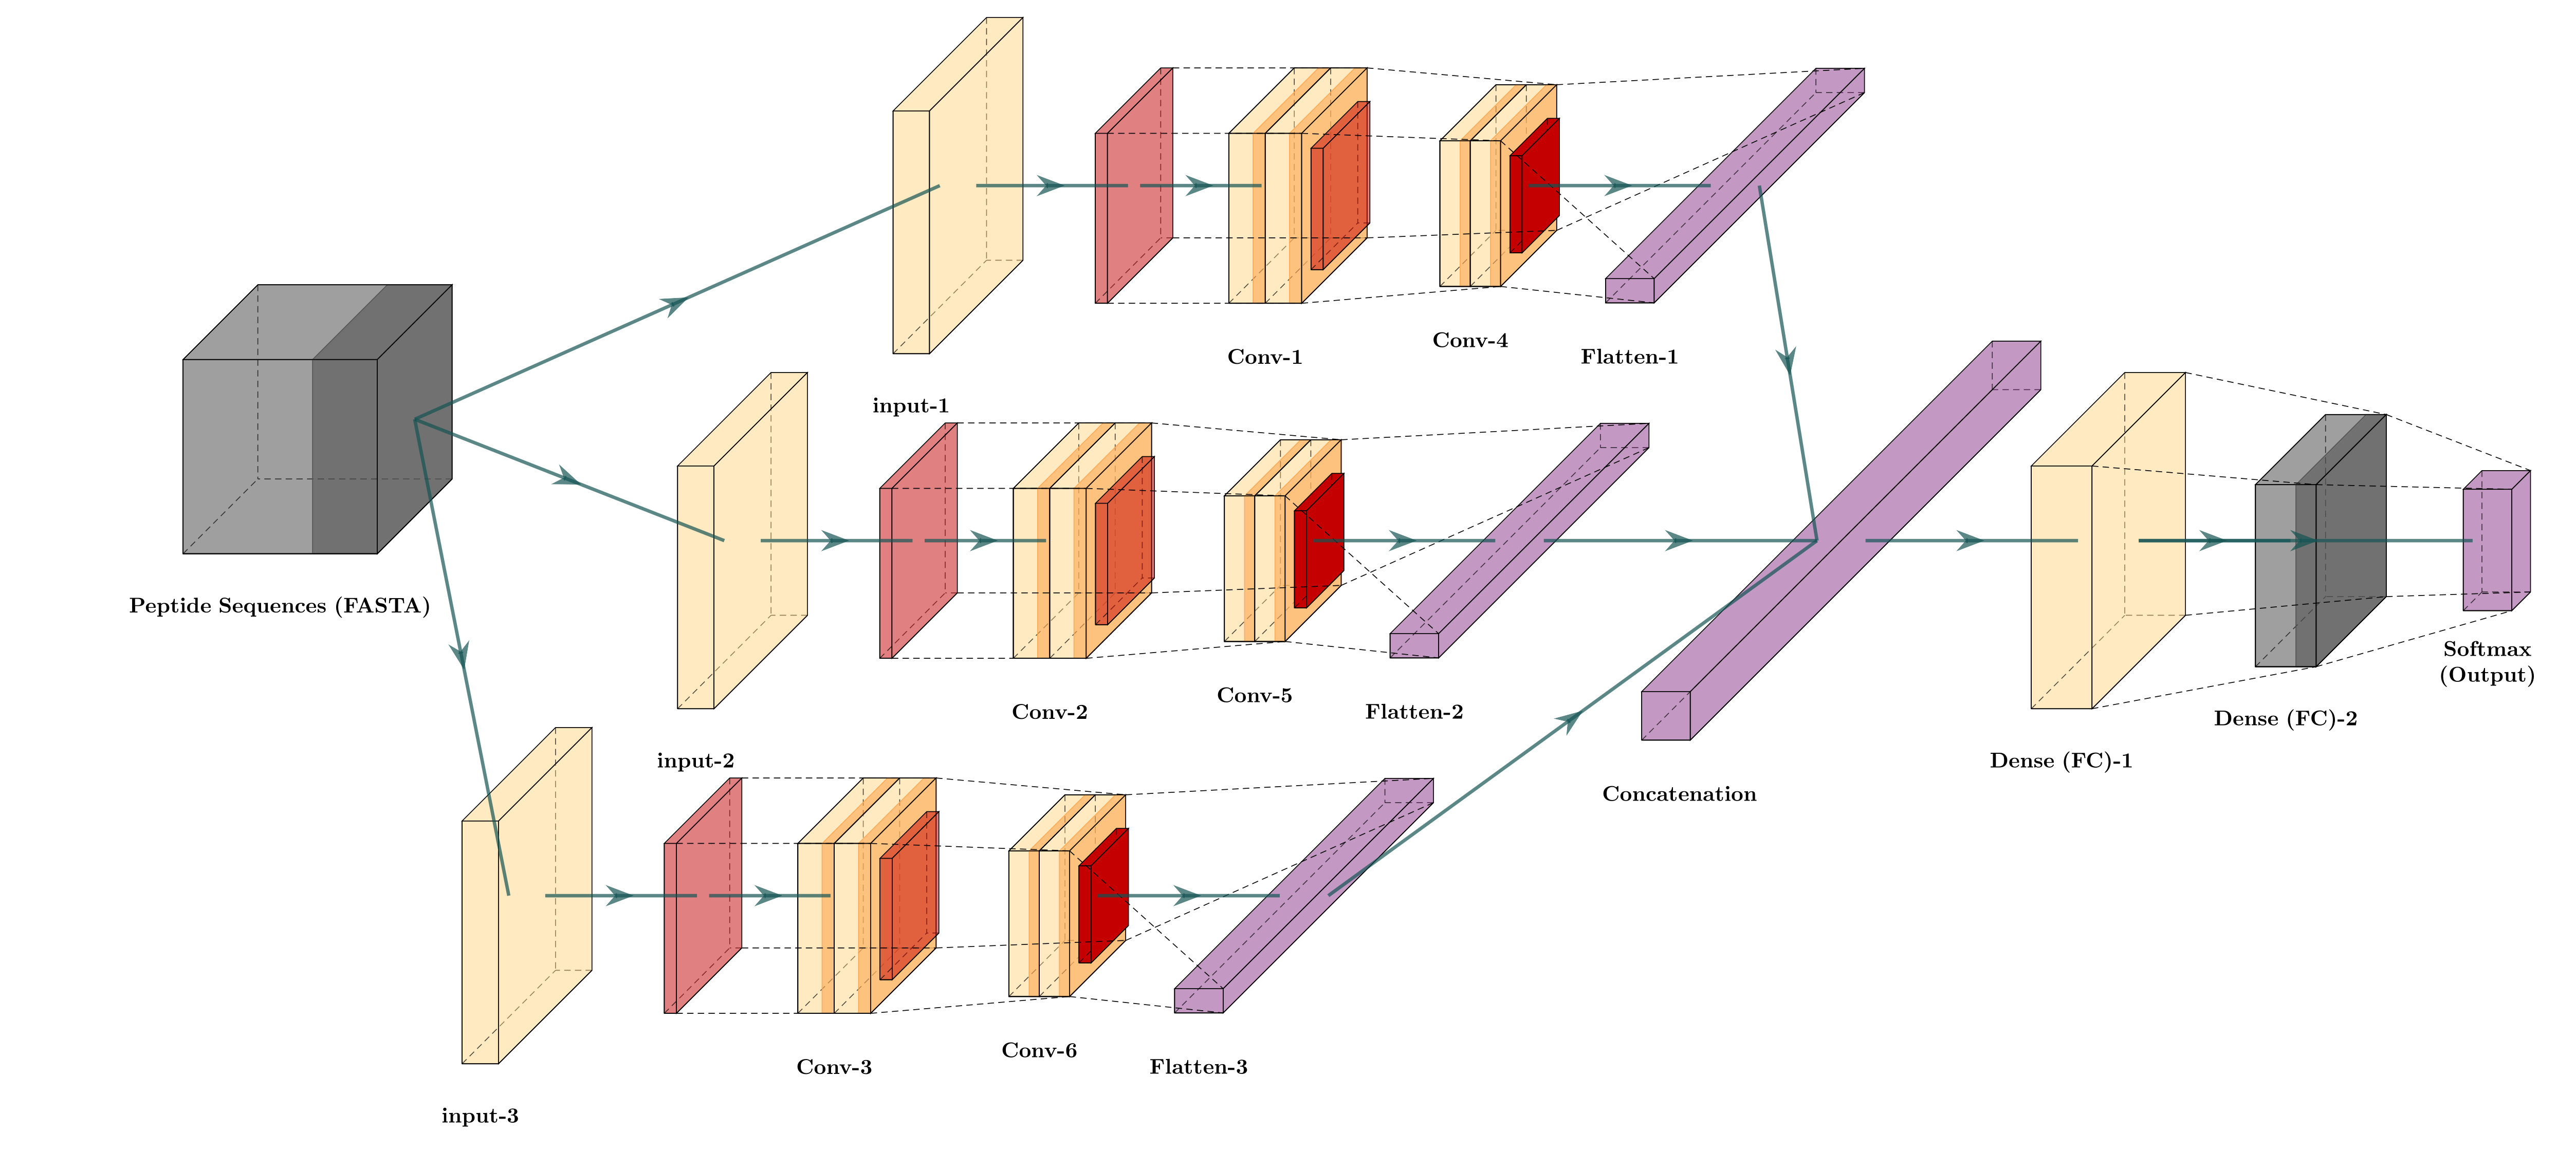 Conv-1
Conv-4
Flatten-1
input-1
Peptide Sequences (FASTA)
Conv-2
Conv-5
Flatten-2
input-2
Concatenation
Dense (FC)-1
Dense (FC)-2
Softmax
(Output)
Conv-3
Conv-6
Flatten-3
input-3